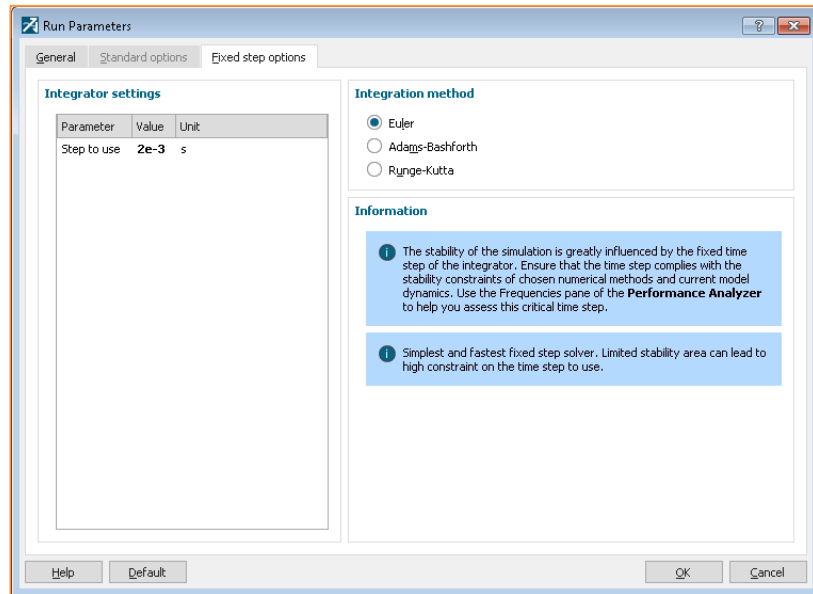 Run Parameters
General
Standard options
Fixed step options
Integrator settings
Parameter Value Unit
Step to use 2e-3 s
Integration method
Euler
Adams-Bashforth
Runge-Kutta
Information
The stability of the simulation is greatly influenced by the fixed time
step of the integrator. Ensure that the time step complies with the
stability constraints of chosen numerical methods and current model
dynamics. Use the Frequencies pane of the Performance Analyzer
to help you assess this critical time step.
Simplest and fastest fixed step solver. Limited stability area can lead to
high constraint on the time step to use.
Help
Default
OK
Cancel